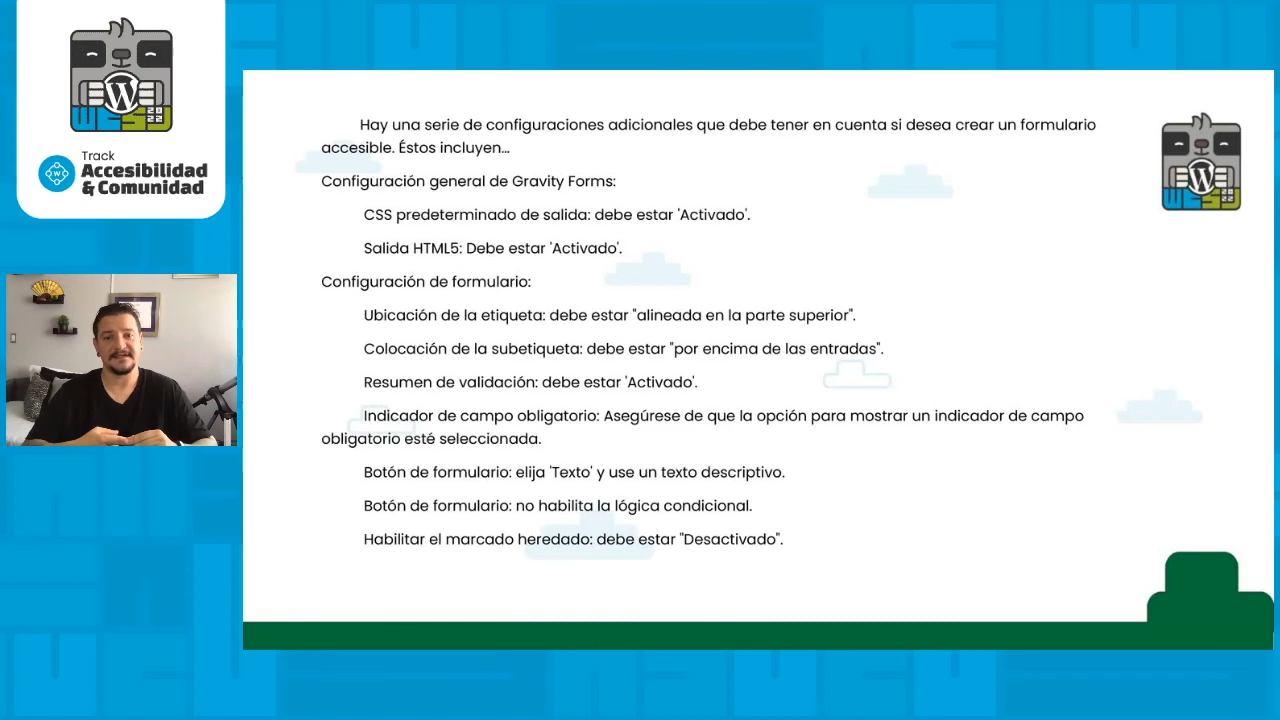 WCSJ
20
22
Track
Accesibilidad
& Comunidad
Hay una serie de configuraciones adicionales que debe tener en cuenta si desea crear un formulario
accesible. Éstos incluyen...
Configuración general de Gravity Forms:
CSS predeterminado de salida: debe estar 'Activado'.
Salida HTML5: Debe estar 'Activado'.
Configuración de formulario:
Ubicación de la etiqueta: debe estar "alineada en la parte superior".
Colocación de la subetiqueta: debe estar "por encima de las entradas".
Resumen de validación: debe estar 'Activado'.
Indicador de campo obligatorio: Asegúrese de que la opción para mostrar un indicador de campo
obligatorio esté seleccionada.
Botón de formulario: elija 'Texto' y use un texto descriptivo.
Botón de formulario: no habilita la lógica condicional.
Habilitar el marcado heredado: debe estar "Desactivado".